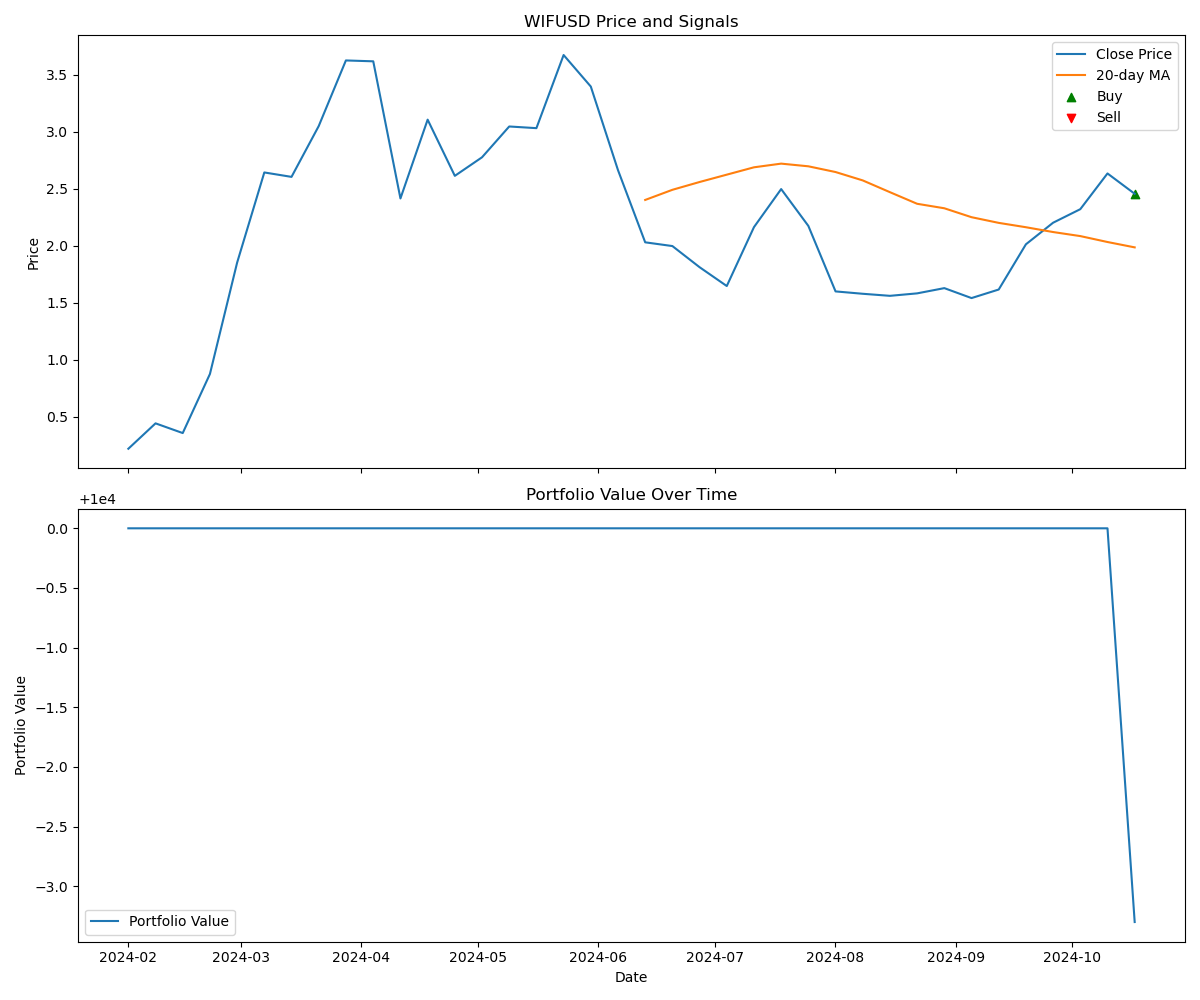 WIFUSD Price and Signals
Close Price
20-day MA
Buy
Sell
3.5
3.0
2.5
2.0
1.5
1.0
0.5
Price
Portfolio Value Over Time
+1e4
0.0
−0.5
−1.0
−1.5
−2.0
−2.5
−3.0
Portfolio Value
Portfolio Value
2024-02
2024-03
2024-04
2024-05
2024-06
2024-07
2024-08
2024-09
2024-10
Date